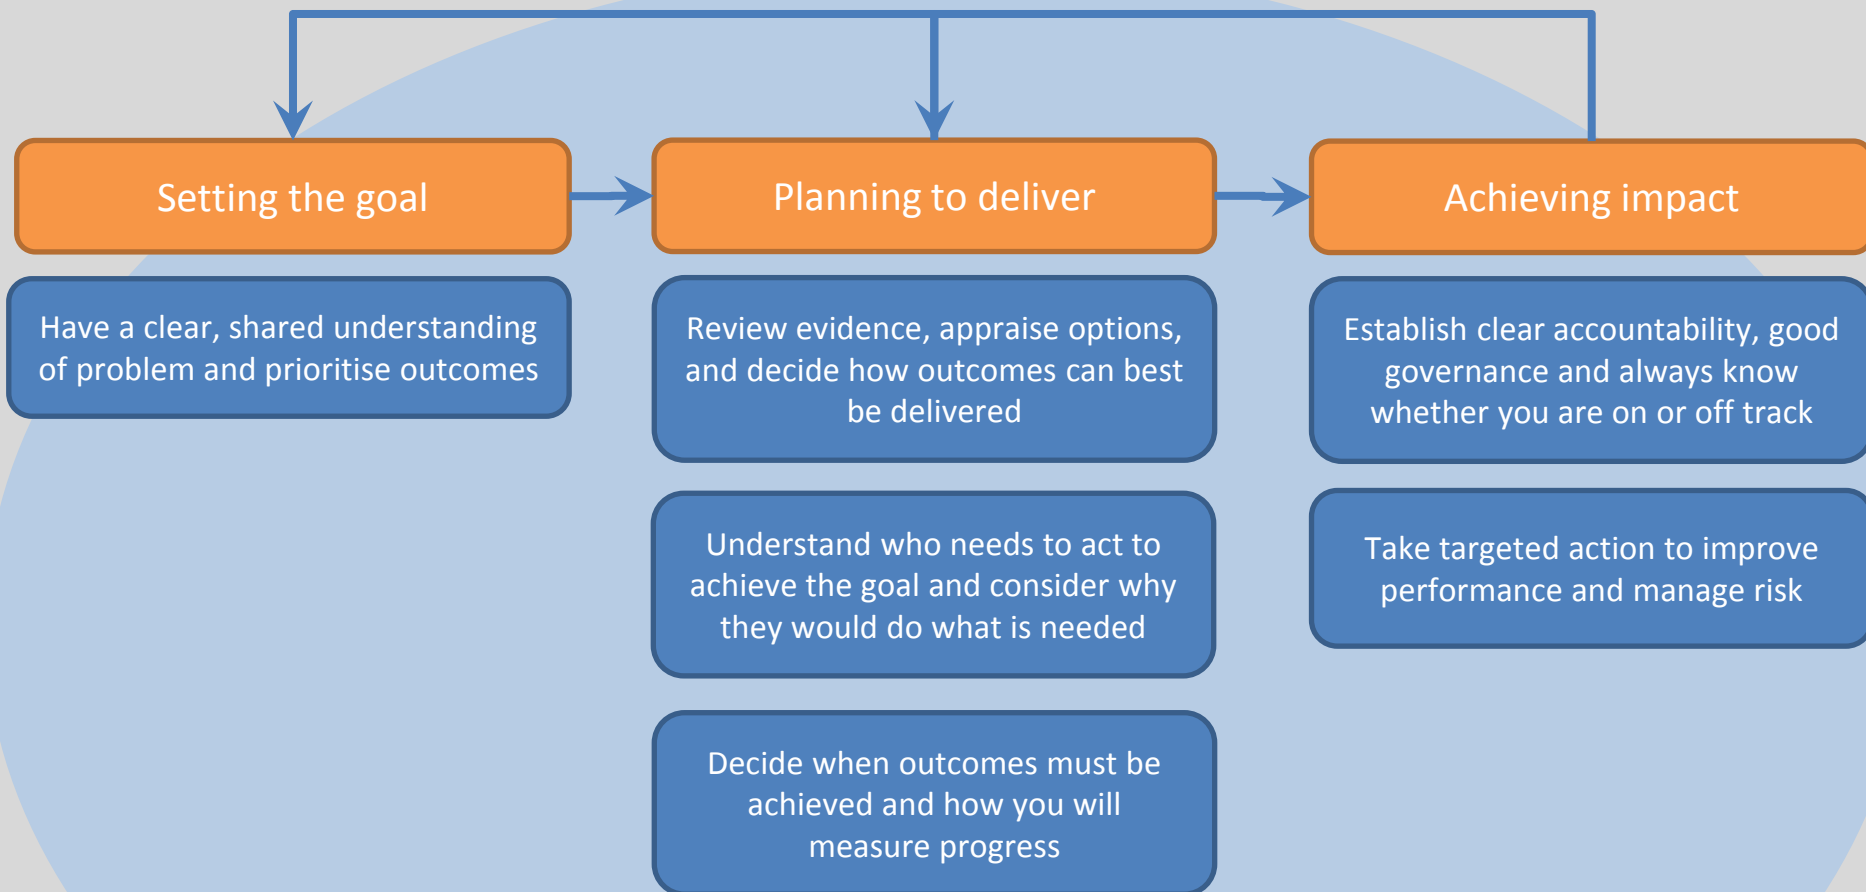 Setting the goal
Planning to deliver
Achieving impact
Have a clear, shared understanding
of problem and prioritise outcomes
Review evidence, appraise options,
and decide how outcomes can best
be delivered
Establish clear accountability, good
governance and always know
whether you are on or off track
Understand who needs to act to
achieve the goal and consider why
they would do what is needed
Take targeted action to improve
performance and manage risk
Decide when outcomes must be
achieved and how you will
measure progress